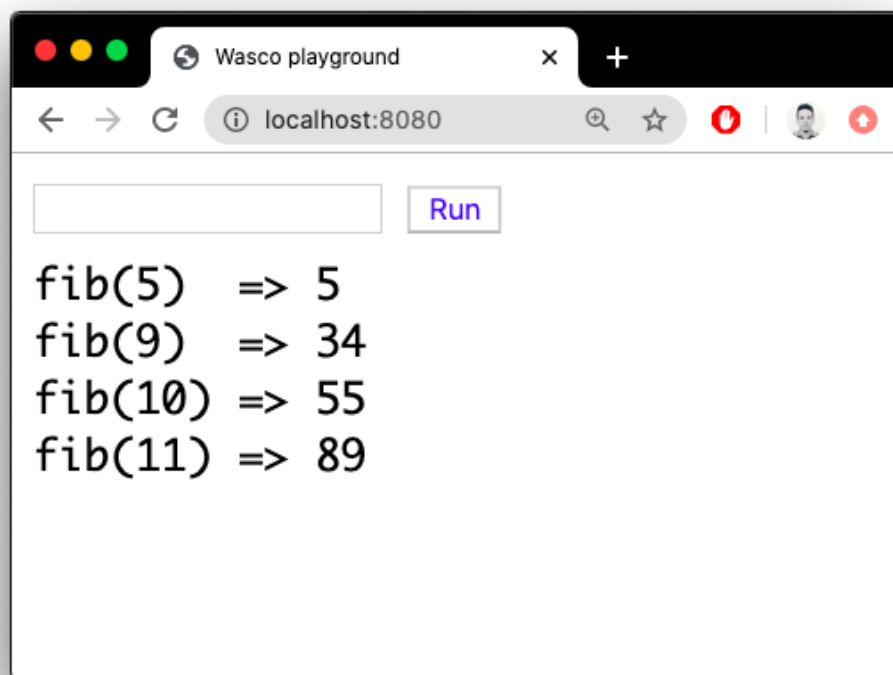 Wasco playground
localhost:8080
Run
fib(5)  => 5
fib(9)  => 34
fib(10) => 55
fib(11) => 89